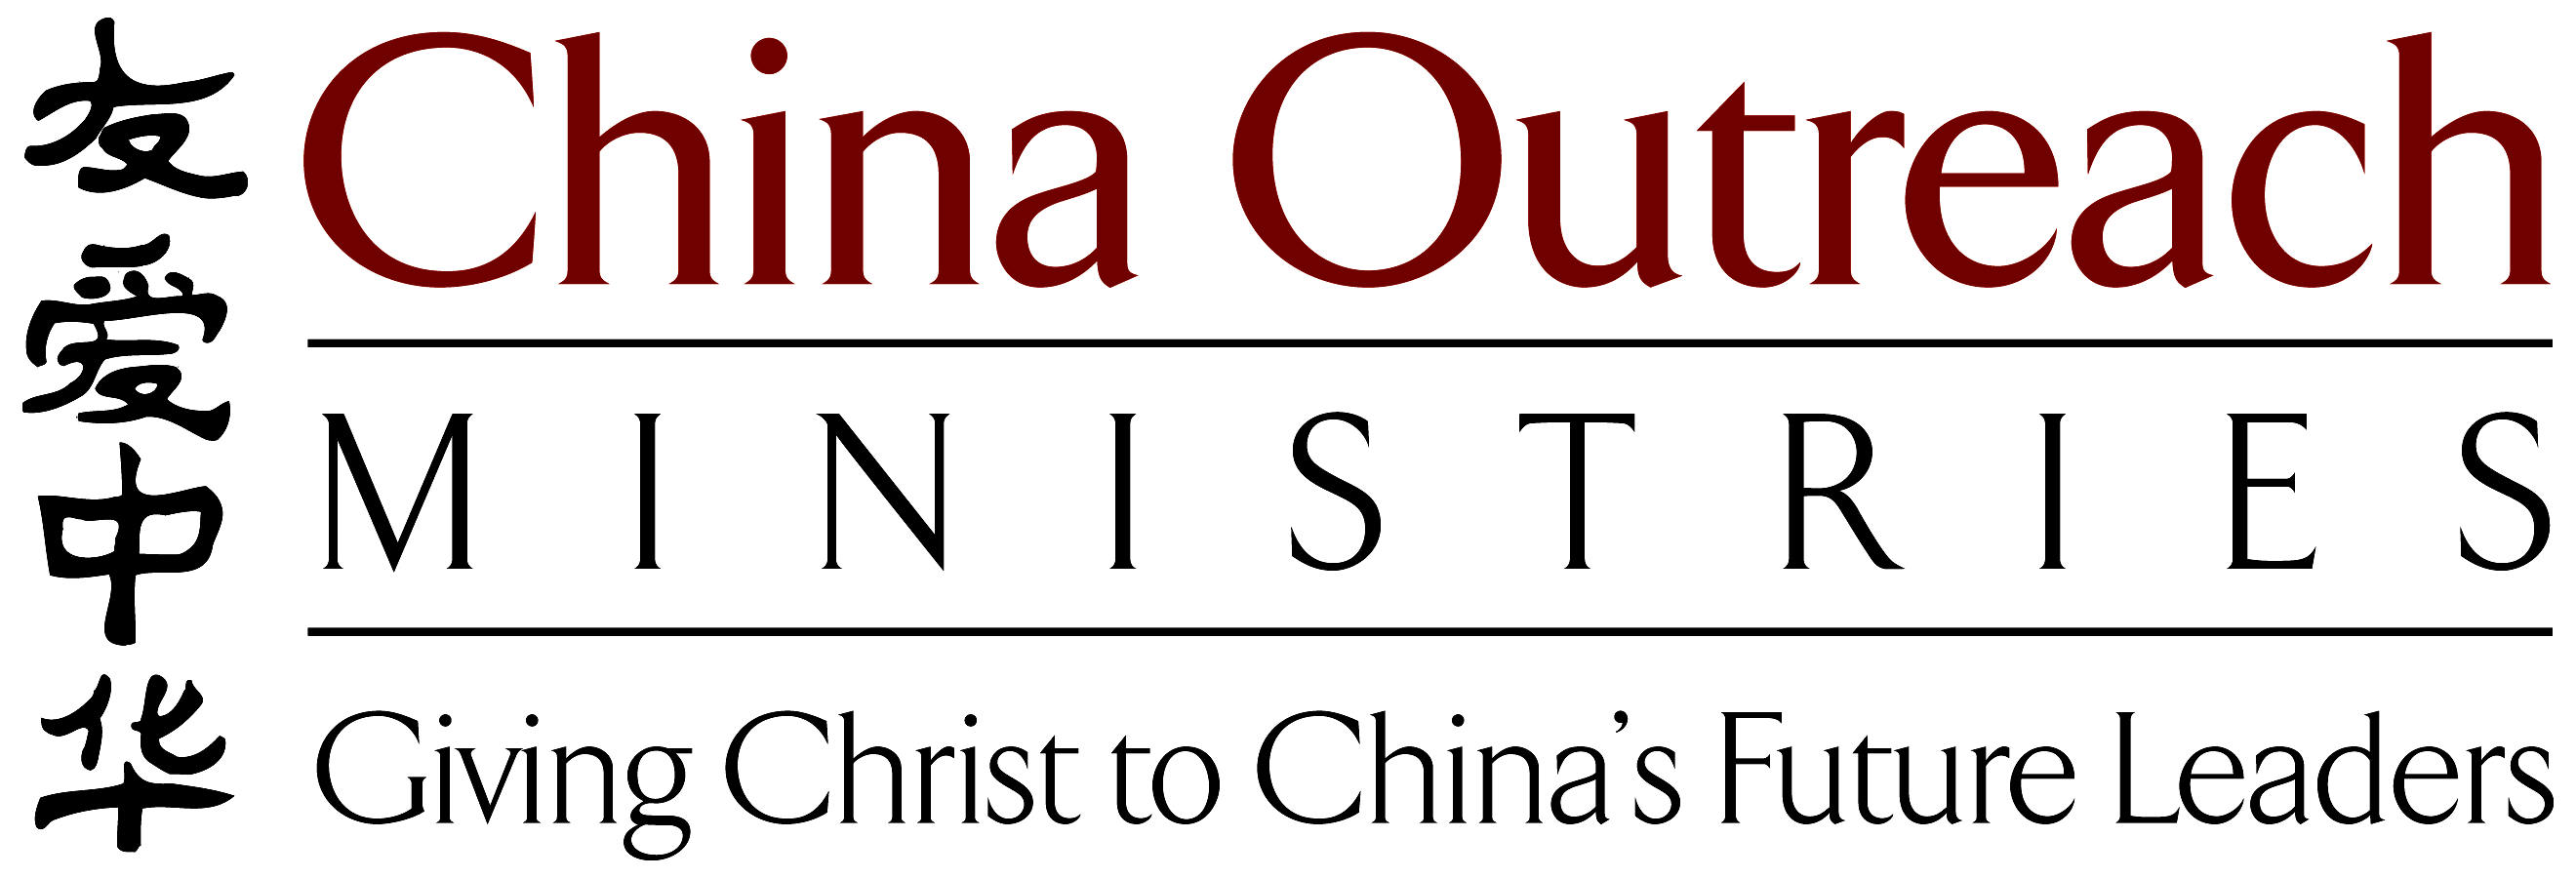 友爱中华
China Outreach
MINISTRIES
Giving Christ to China’s Future Leaders